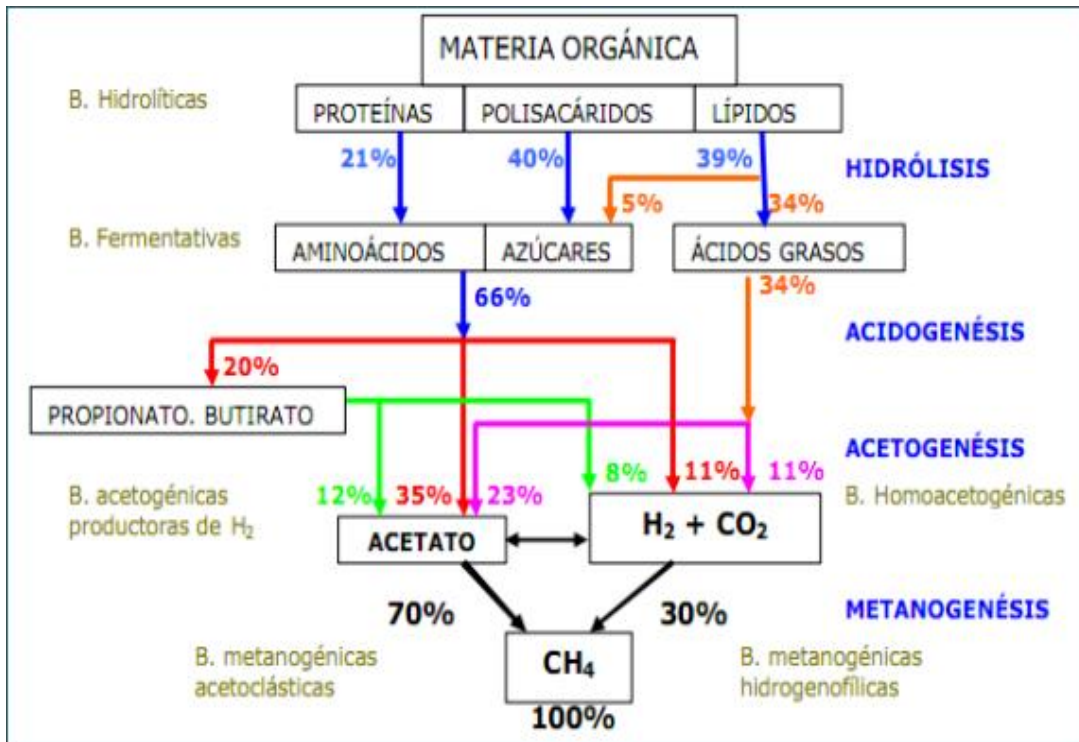 MATERIA ORGÁNICA
B. Hidrolíticas
PROTEÍNAS
POLISACÁRIDOS
LÍPIDOS
21%
40%
39%
HIDRÓLISIS
5%
34%
B. Fermentativas
AMINOÁCIDOS
AZÚCARES
ÁCIDOS GRASOS
66%
34%
ACIDOGENÉSIS
20%
PROPIONATO. BUTIRATO
ACETOGENÉSIS
B. acetogénicas
productoras de H₂
12%
35%
23%
8%
11%
11%
B. Homoacetogénicas
ACETATO
H₂ + CO₂
70%
30%
METANOGENÉSIS
B. metanogénicas
acetoclásticas
CH₄
B. metanogénicas
hidrogenofílicas
100%